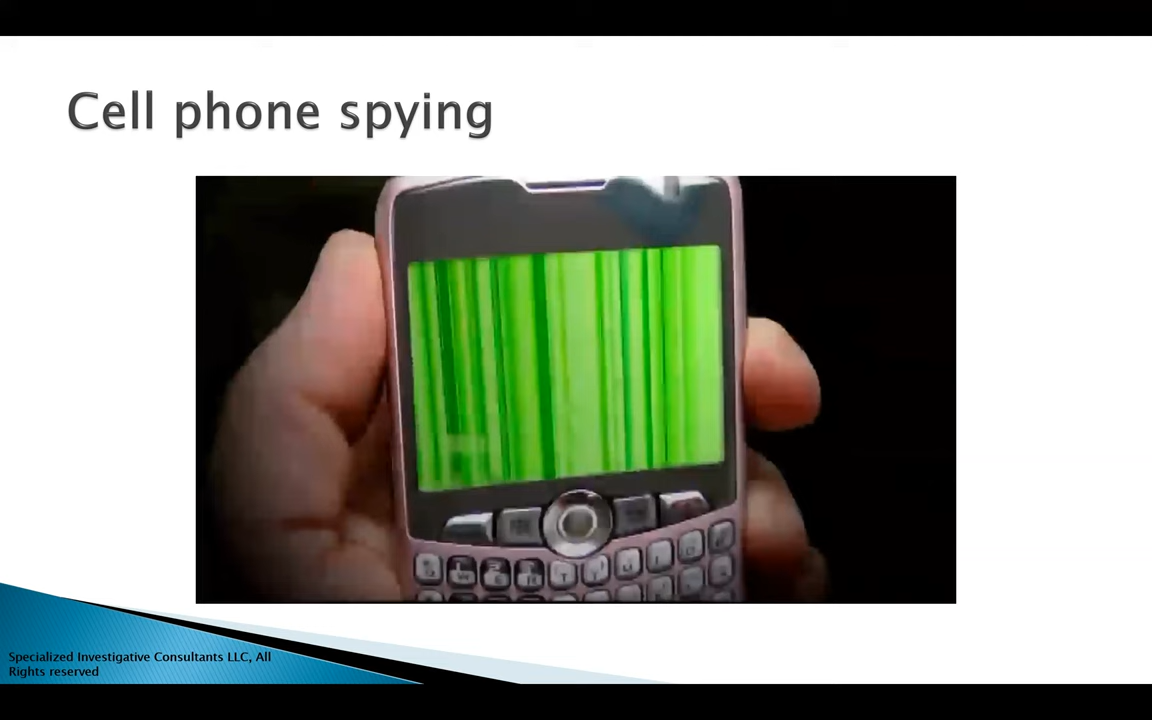 Cell phone spying
Specialized Investigative Consultants LLC, All
Rights reserved